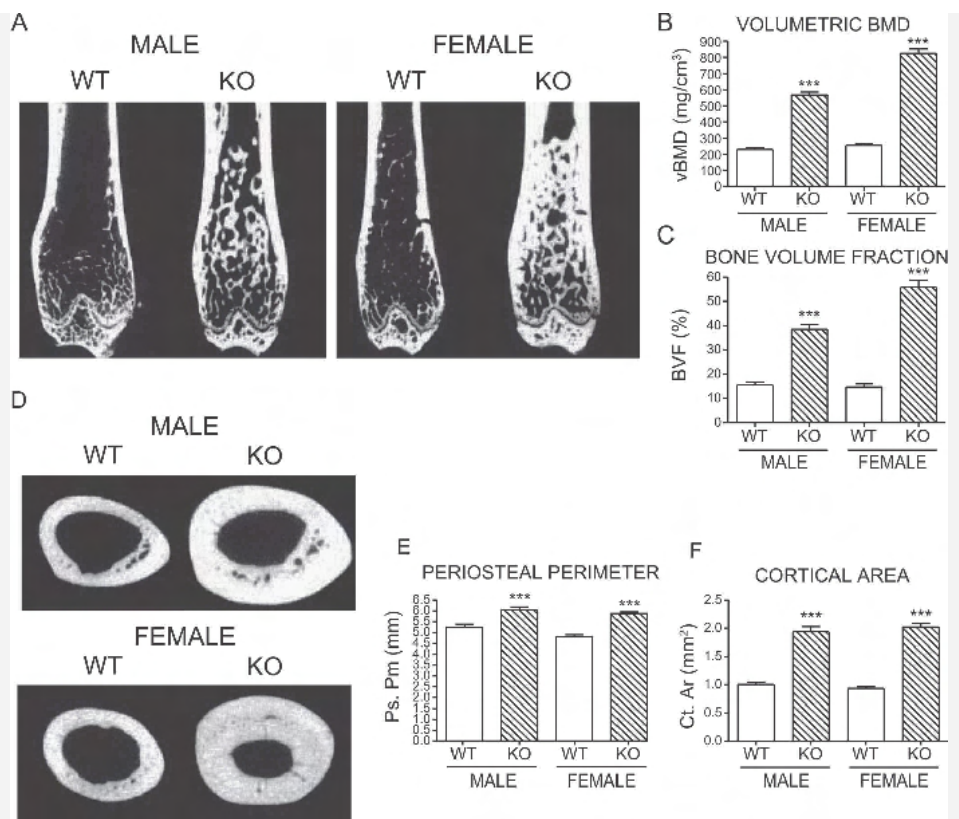 A
MALE
FEMALE
WT
KO
WT
KO
B
VOLUMETRIC BMD
vBMD (mg/cm³)
900
800
700
600
500
400
300
200
100
0
***
***
WT
KO
WT
KO
MALE
FEMALE
C
BONE VOLUME FRACTION
BVF (%)
60
50
40
30
20
10
0
***
***
WT
KO
WT
KO
MALE
FEMALE
D
MALE
WT
KO
FEMALE
WT
KO
E
PERIOSTEAL PERIMETER
Ps. Pm (mm)
6.5
6.0
5.5
5.0
4.5
4.0
3.5
3.0
2.5
2.0
1.5
1.0
0.5
0.0
***
***
WT
KO
WT
KO
MALE
FEMALE
F
CORTICAL AREA
Ct. Ar (mm²)
2.5
2.0
1.5
1.0
0.5
0.0
***
***
WT
KO
WT
KO
MALE
FEMALE